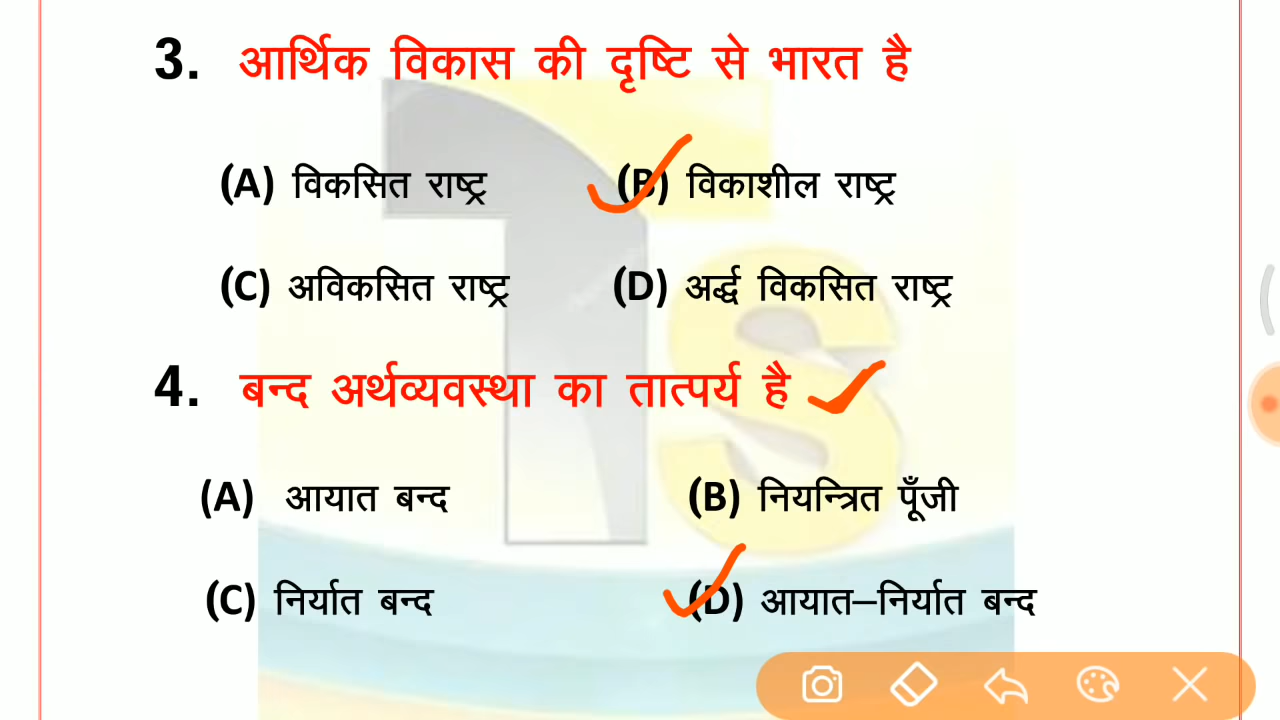 3. आर्थिक विकास की दृष्टि से भारत है
(A) विकसित राष्ट्र (B) विकाशील राष्ट्र
(C) अविकसित राष्ट्र (D) अर्द्ध विकसित राष्ट्र
4. बन्द अर्थव्यवस्था का तात्पर्य है
(A) आयात बन्द (B) नियन्त्रित पूँजी
(C) निर्यात बन्द (D) आयात–निर्यात बन्द